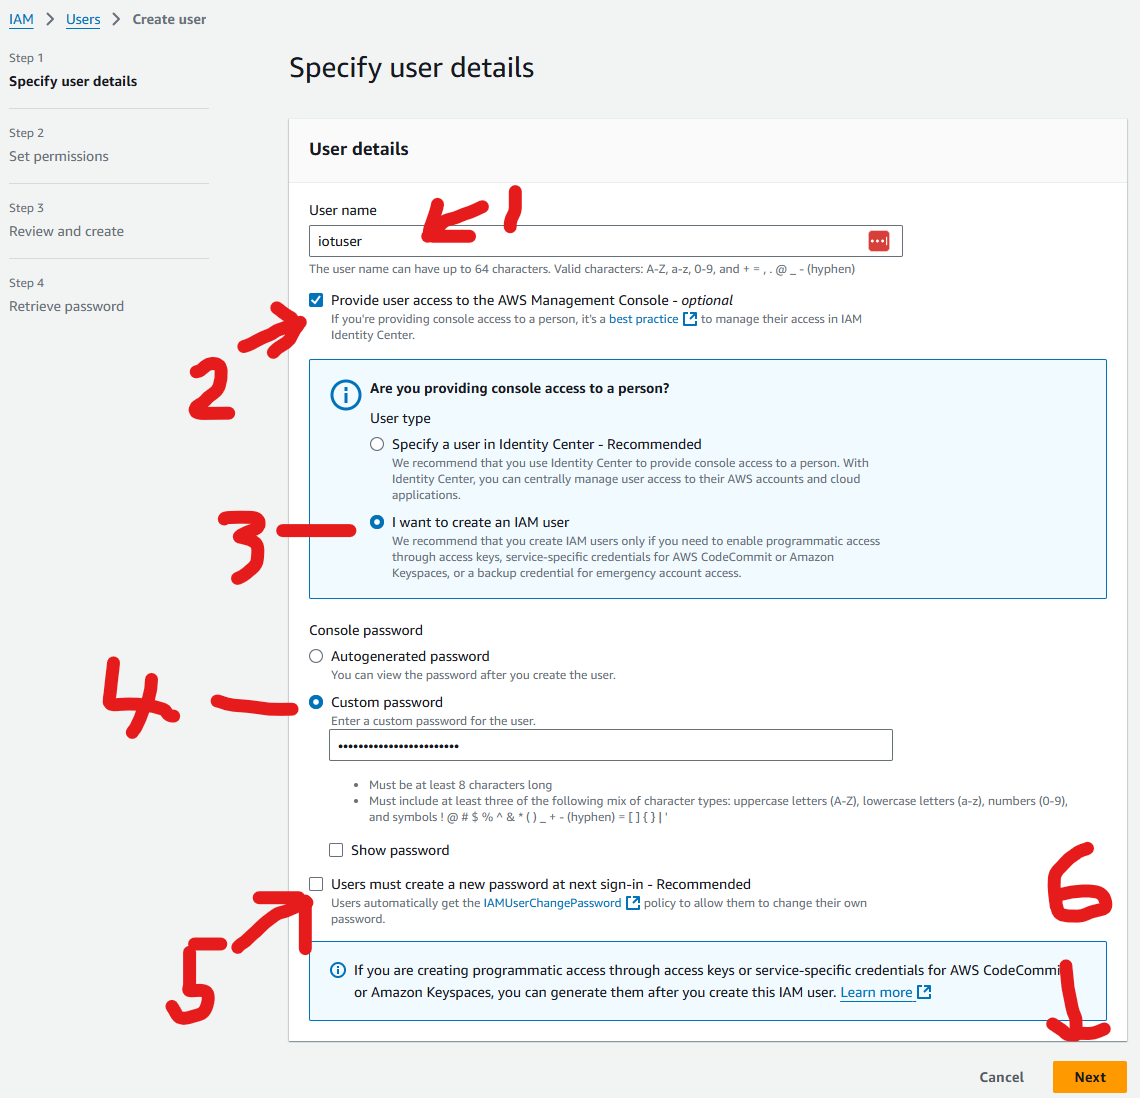 IAM > Users > Create user
Step 1
Specify user details
Step 2
Set permissions
Step 3
Review and create
Step 4
Retrieve password
Specify user details
User details
1
User name
iotuser
The user name can have up to 64 characters. Valid characters: A-Z, a-z, 0-9, and + = , . @ _ - (hyphen)
2
Provide user access to the AWS Management Console - optional
If you're providing console access to a person, it's a best practice to manage their access in IAM
Identity Center.
Are you providing console access to a person?
User type
Specify a user in Identity Center - Recommended
We recommend that you use Identity Center to provide console access to a person. With
Identity Center, you can centrally manage user access to their AWS accounts and cloud
applications.
3
I want to create an IAM user
We recommend that you create IAM users only if you need to enable programmatic access
through access keys, service-specific credentials for AWS CodeCommit or Amazon
Keyspaces, or a backup credential for emergency account access.
Console password
4
Autogenerated password
You can view the password after you create the user.
Custom password
Enter a custom password for the user.
••••••••••••••••••••••••
• Must be at least 8 characters long
• Must include at least three of the following mix of character types: uppercase letters (A-Z), lowercase letters (a-z), numbers (0-9),
and symbols ! @ # $ % ^ & * ( ) _ + - (hyphen) = [ ] { } | '
Show password
5
Users must create a new password at next sign-in - Recommended
Users automatically get the IAMUserChangePassword policy to allow them to change their own
password.
6
If you are creating programmatic access through access keys or service-specific credentials for AWS CodeCommi
or Amazon Keyspaces, you can generate them after you create this IAM user. Learn more
Cancel
Next